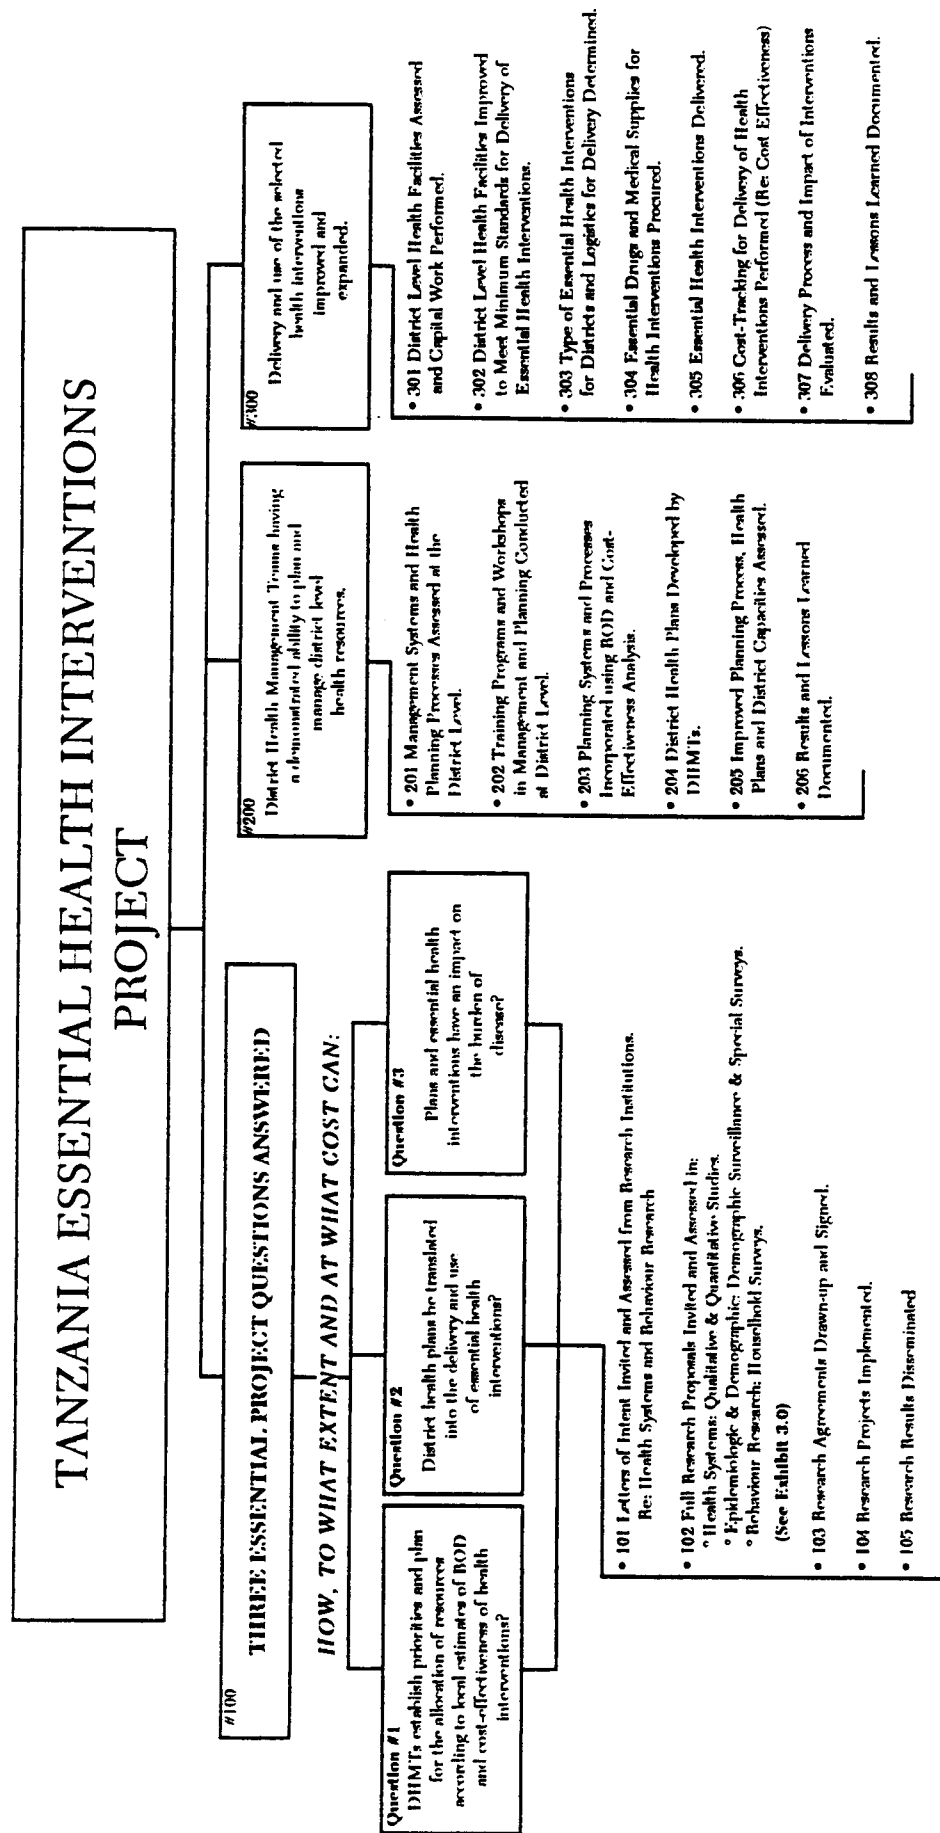 TANZANIA ESSENTIAL HEALTH INTERVENTIONS
PROJECT
#100
THREE ESSENTIAL PROJECT QUESTIONS ANSWERED
HOW, TO WHAT EXTENT AND AT WHAT COST CAN:
Question #1
DHMTs establish priorities and plan
for the allocation of resources
according to local estimates of BOD
and cost-effectiveness of health
interventions?
Question #2
District health plans be translated
into the delivery and use
of essential health
interventions?
Question #3
Plans and essential health
interventions have an impact on
the burden of
disease?
• 101 Letters of Intent Invited and Assessed from Research Institutions.
Re: Health Systems and Behaviour Research
• 102 Full Research Proposals Invited and Assessed in:
° Health Systems: Qualitative & Quantitative Studies.
° Epidemiologic & Demographic: Demographic Surveillance & Special Surveys.
° Behaviour Research: Household Surveys.
(See Exhibit 3.0)
• 103 Research Agreements Drawn-up and Signed.
• 104 Research Projects Implemented.
• 105 Research Results Disseminated
#200
District Health Management Teams having
a demonstrated ability to plan and
manage district level
health resources.
• 201 Management Systems and Health
Planning Processes Assessed at the
District Level.
• 202 Training Programs and Workshops
in Management and Planning Conducted
at District Level.
• 203 Planning Systems and Processes
Incorporated using BOD and Cost-
Effectiveness Analysis.
• 204 District Health Plans Developed by
DHMTs.
• 205 Improved Planning Process, Health
Plans and District Capacities Assessed.
• 206 Results and Lessons Learned
Documented.
#300
Delivery and use of the selected
health interventions
improved and
expanded.
• 301 District Level Health Facilities Assessed
and Capital Work Performed.
• 302 District Level Health Facilities Improved
to Meet Minimum Standards for Delivery of
Essential Health Interventions.
• 303 Type of Essential Health Interventions
for Districts and Logistics for Delivery Determined.
• 304 Essential Drugs and Medical Supplies for
Health Interventions Procured.
• 305 Essential Health Interventions Delivered.
• 306 Cost-Tracking for Delivery of Health
Interventions Performed (Re: Cost Effectiveness)
• 307 Delivery Process and Impact of Interventions
Evaluated.
• 308 Results and Lessons Learned Documented.